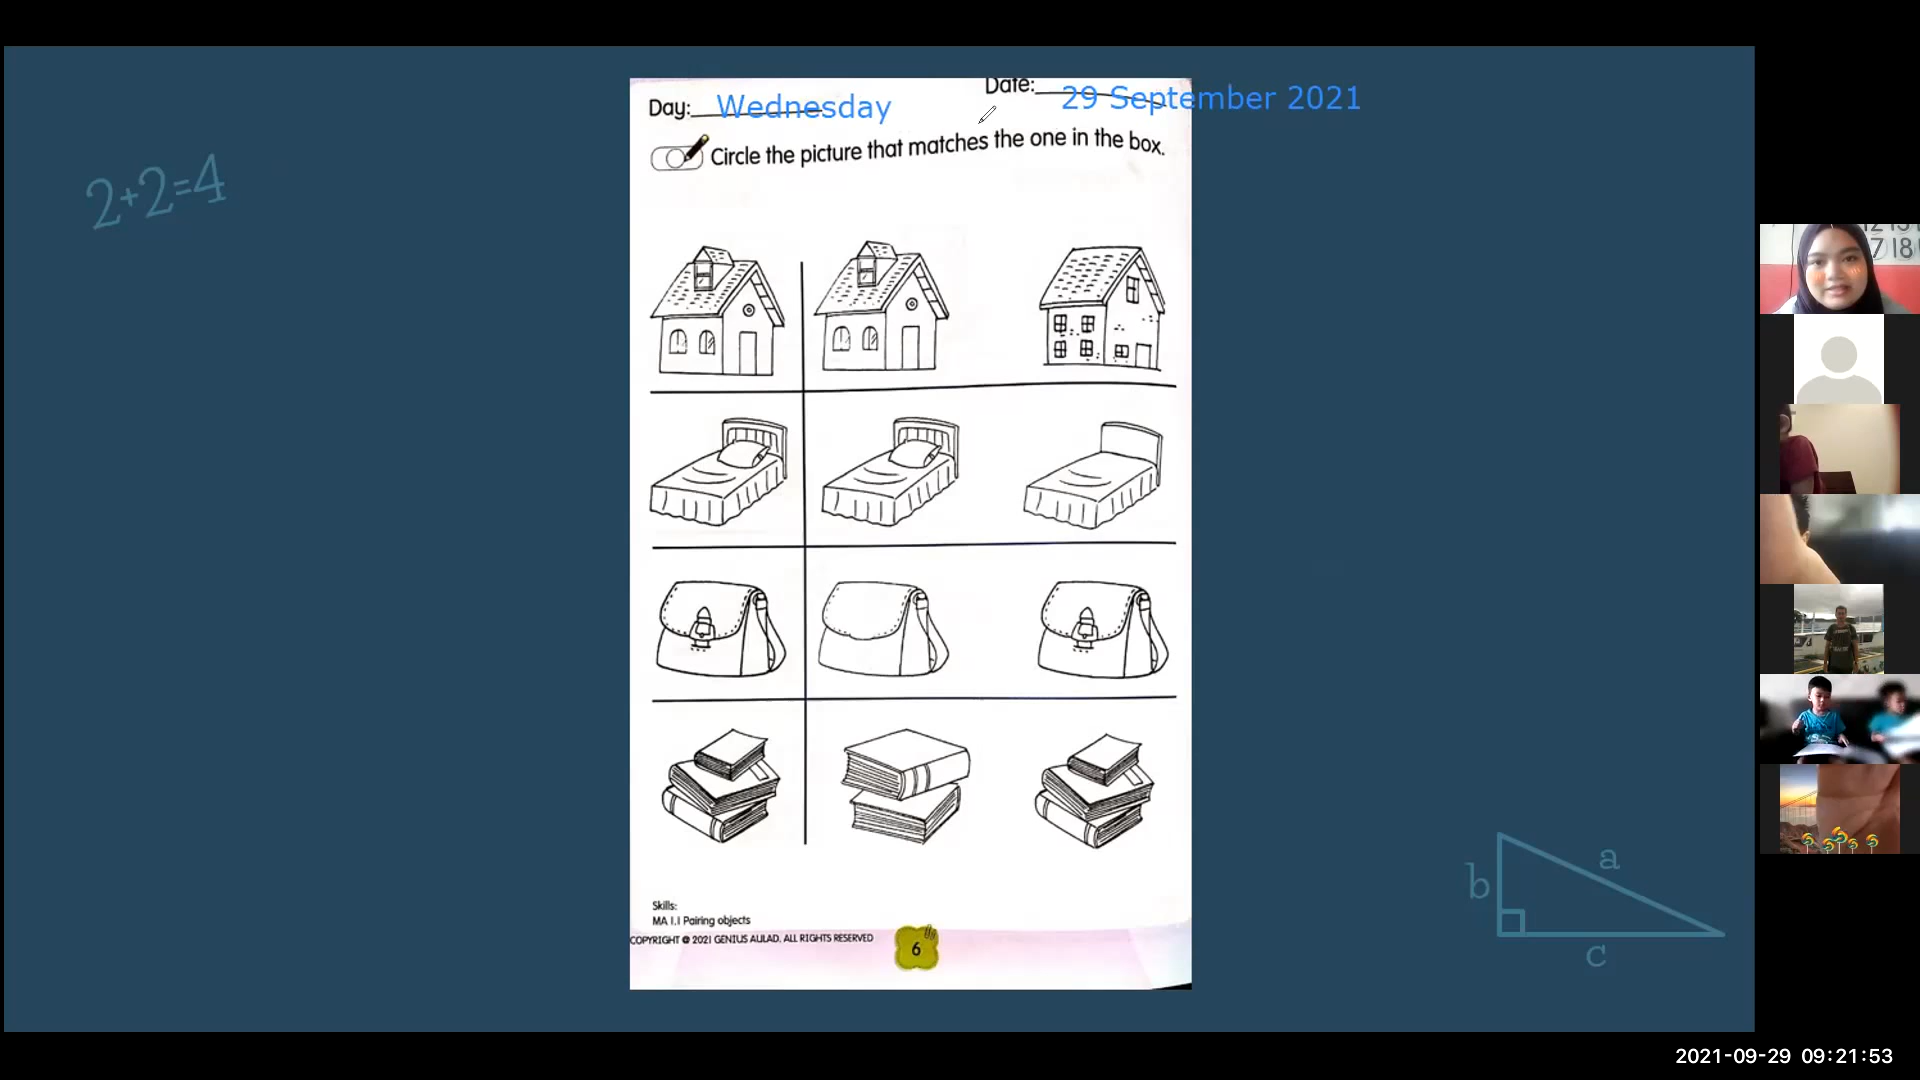 Date: 29 September 2021
Day: Wednesday
Circle the picture that matches the one in the box.
2+2=4
7 18
b
a
c
Skills:
MA 1.1 Pairing objects
COPYRIGHT @ 2021 GENIUS AULAD. ALL RIGHTS RESERVED
6
2021-09-29 09:21:53